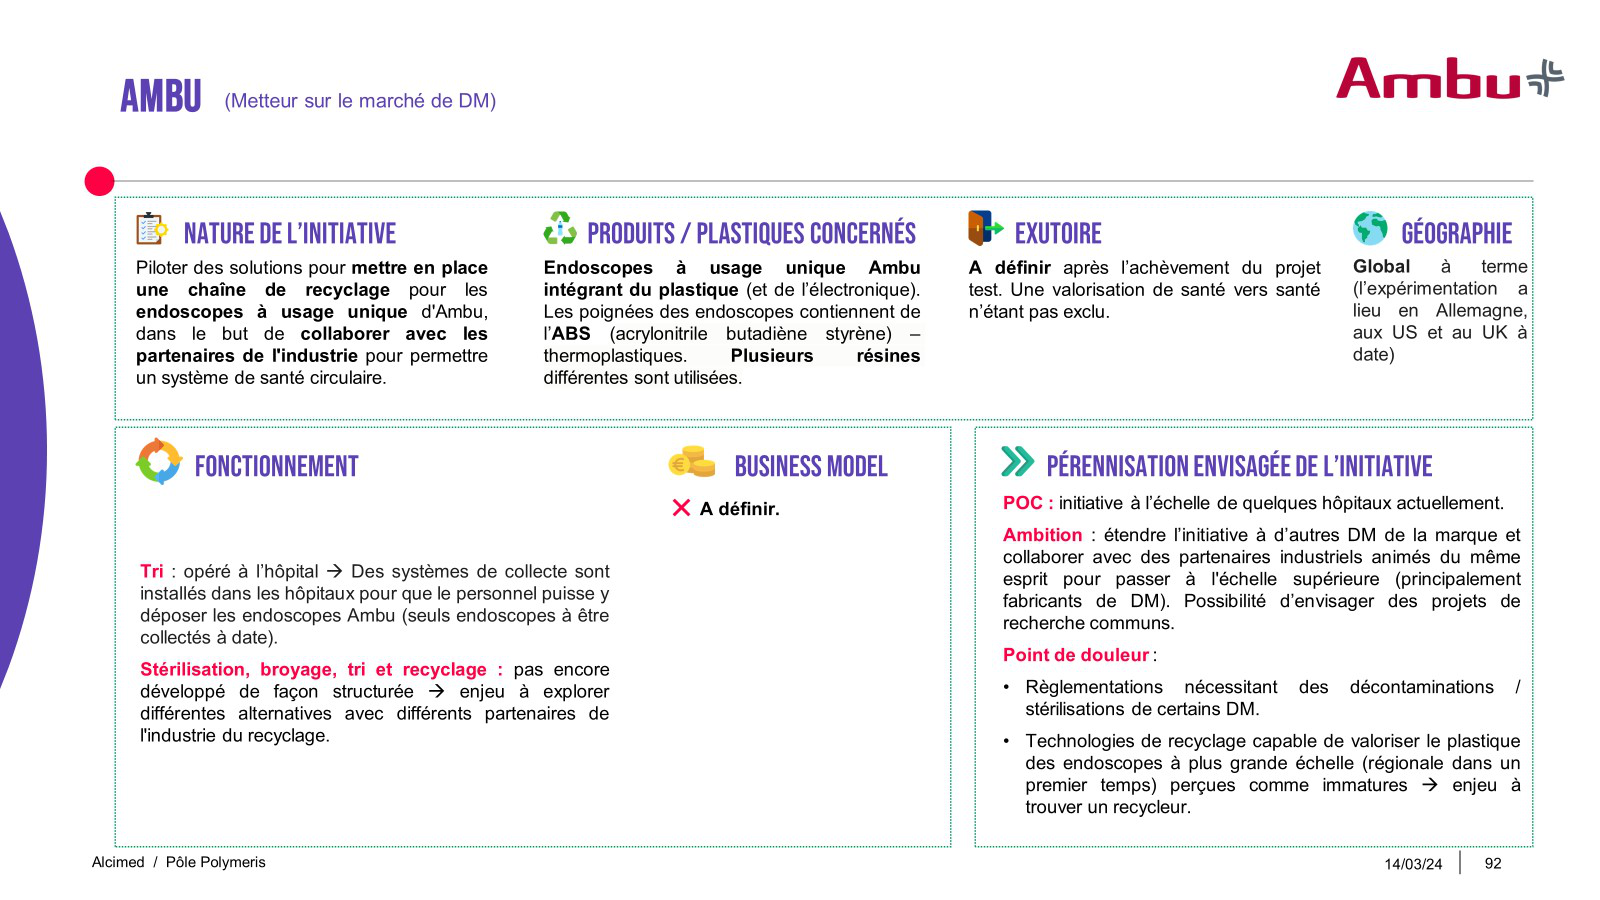 AMBU (Metteur sur le marché de DM)
Ambu
NATURE DE L’INITIATIVE
Piloter des solutions pour mettre en place
une chaîne de recyclage pour les
endoscopes à usage unique d'Ambu,
dans le but de collaborer avec les
partenaires de l'industrie pour permettre
un système de santé circulaire.
PRODUITS / PLASTIQUES CONCERNÉS
Endoscopes à usage unique Ambu
intégrant du plastique (et de l’électronique).
Les poignées des endoscopes contiennent de
l’ABS (acrylonitrile butadiène styrène) –
thermoplastiques. Plusieurs résines
différentes sont utilisées.
EXUTOIRE
A définir après l’achèvement du projet
test. Une valorisation de santé vers santé
n’étant pas exclu.
GÉOGRAPHIE
Global à terme
(l’expérimentation a
lieu en Allemagne,
aux US et au UK à
date)
FONCTIONNEMENT
Tri : opéré à l’hôpital → Des systèmes de collecte sont
installés dans les hôpitaux pour que le personnel puisse y
déposer les endoscopes Ambu (seuls endoscopes à être
collectés à date).
Stérilisation, broyage, tri et recyclage : pas encore
développé de façon structurée → enjeu à explorer
différentes alternatives avec différents partenaires de
l'industrie du recyclage.
BUSINESS MODEL
A définir.
PÉRENNISATION ENVISAGÉE DE L’INITIATIVE
POC : initiative à l’échelle de quelques hôpitaux actuellement.
Ambition : étendre l’initiative à d’autres DM de la marque et
collaborer avec des partenaires industriels animés du même
esprit pour passer à l'échelle supérieure (principalement
fabricants de DM). Possibilité d’envisager des projets de
recherche communs.
Point de douleur :
• Règlementations nécessitant des décontaminations /
stérilisations de certains DM.
• Technologies de recyclage capable de valoriser le plastique
des endoscopes à plus grande échelle (régionale dans un
premier temps) perçues comme immatures → enjeu à
trouver un recycleur.
Alcimed / Pôle Polymeris
14/03/24
92